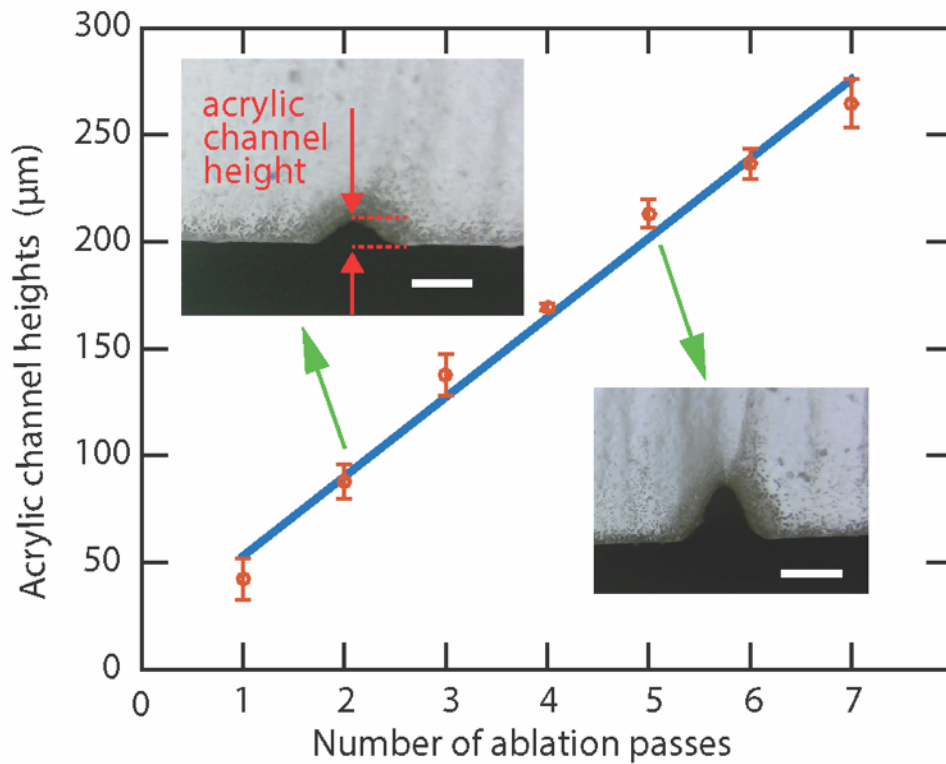 Acrylic channel heights (µm)
300
250
200
150
100
50
0
acrylic
channel
height
0 1 2 3 4 5 6 7
Number of ablation passes